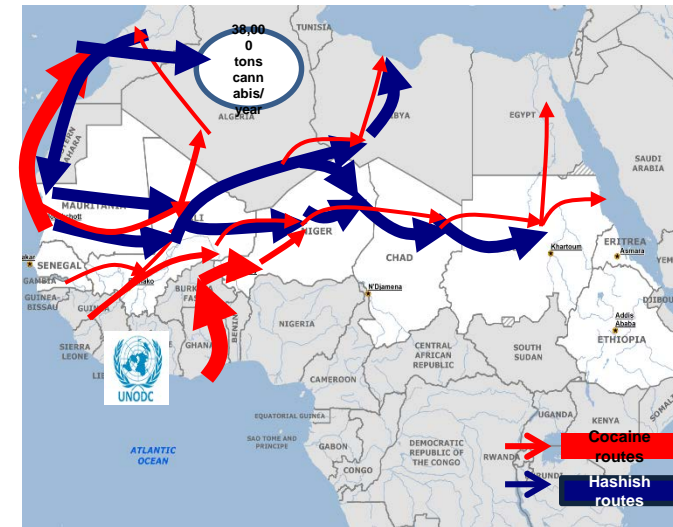 38,00
0
tons
cann
abis/
year
TUNISIA
ALGERIA
EGYPT
SAUDI
ARABIA
MAURITANIA
NIGER
CHAD
Khartoum
ERITREA
Asmara
SENEGAL
GAMBIA
GUINEA-
BISSAU
N'Djamena
NIGERIA
BENIN
GHANA
SIERRA
LEONE
UNODC
Addis
Ababa
ETHIOPIA
CENTRAL
AFRICAN
REPUBLIC
SOUTH
SUDAN
CAMEROON
EQUATORIAL GUINEA
SAO TOME AND
PRINCIPE
GABON
CONGO
DEMOCRATIC
REPUBLIC OF
THE CONGO
UGANDA
KENYA
RWANDA
ATLANTIC
OCEAN
Cocaine
routes
Hashish
routes